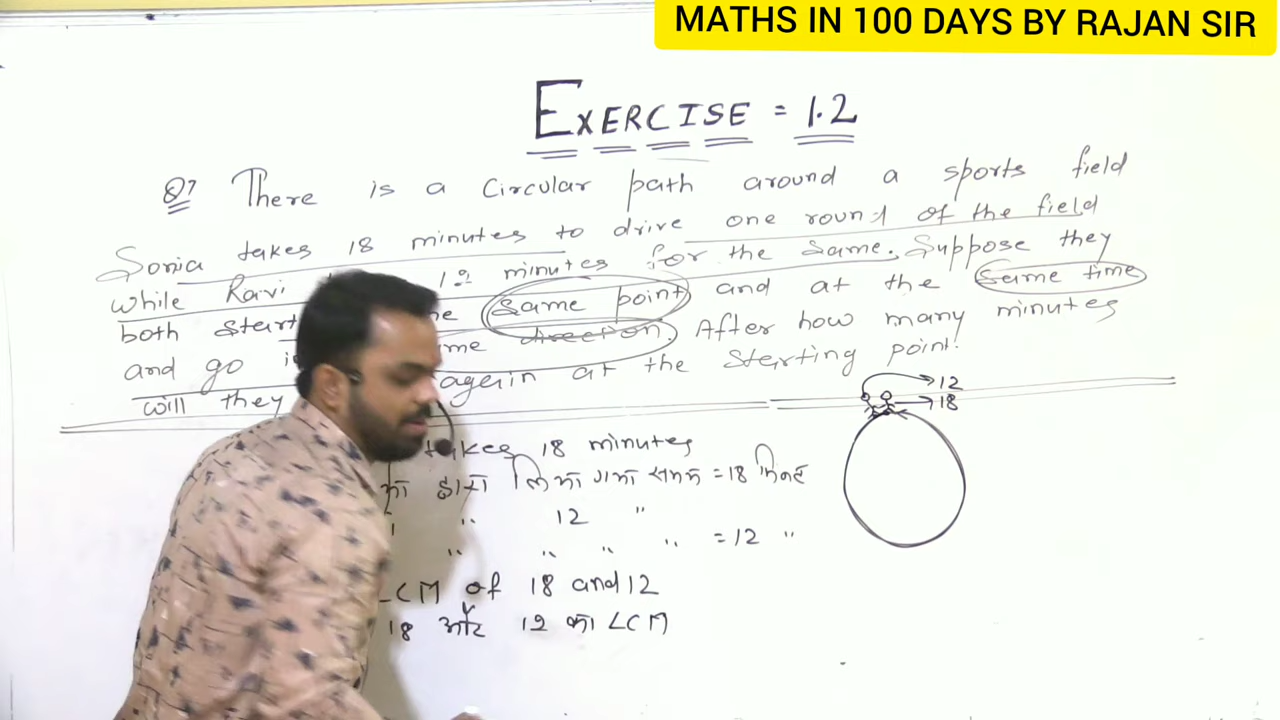 MATHS IN 100 DAYS BY RAJAN SIR
EXERCISE = 1.2
Q7 There is a Circular path around a sports field
Sonia takes 18 minutes to drive one round of the field
while Ravi 12 minutes for the same. Suppose they
both start same point and at the same time
and go direction. After how many minutes
will they again at the starting point.
12
18
takes 18 minutes
का द्वारा लिया गया समय = 18 मिनट
" 12 "
" " " " = 12 "
LCM of 18 and 12
18 और 12 का LCM